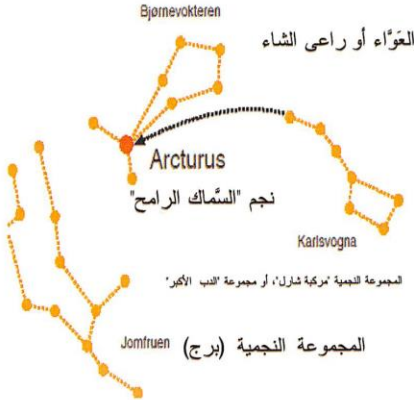 Bjørnevokteren
العَوَّاء أو راعى الشاء
Arcturus
نجم "السَّماك الرامح"
Karlsvogna
المجموعة النجمية "مركبة شارل"، أو مجموعة "الدب الأكبر"
Jomfruen
المجموعة النجمية (برج)